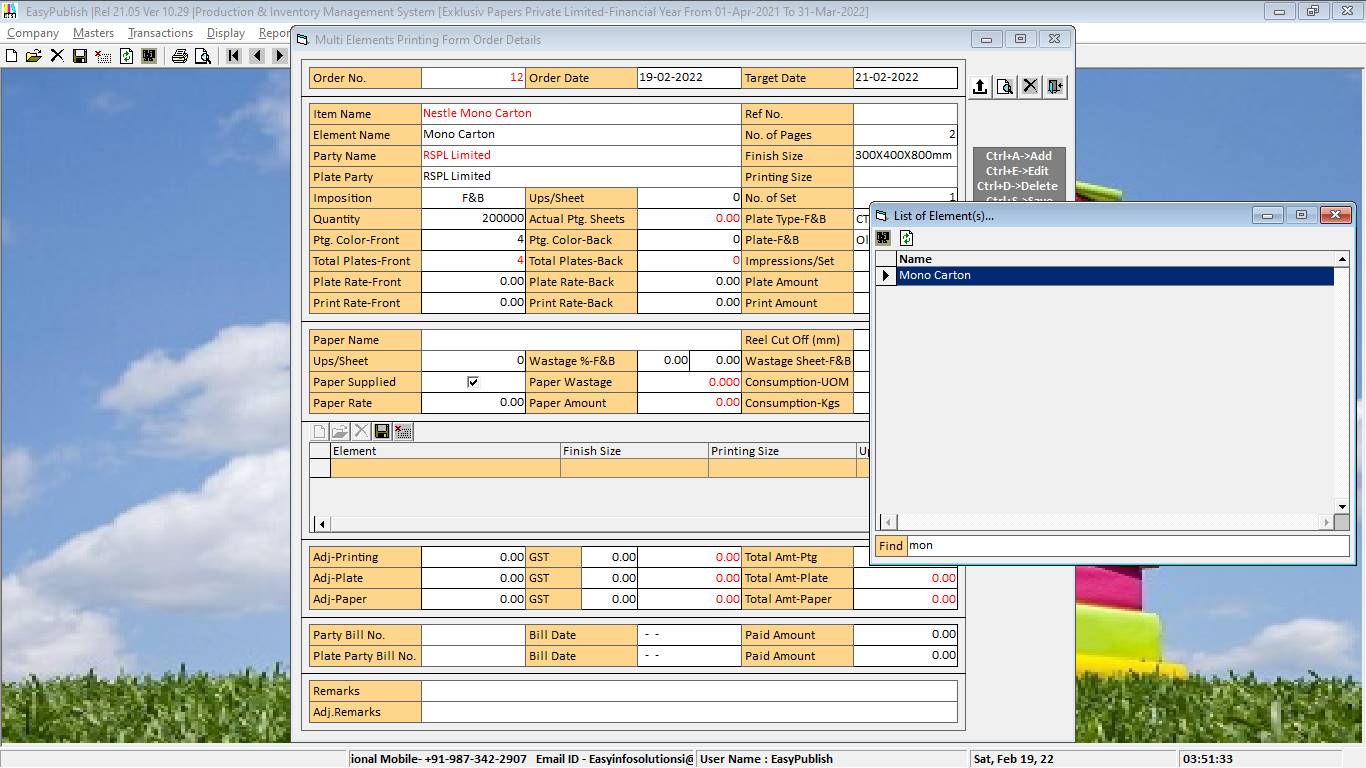 EasyPublish |Rel 21.05 Ver 10.29 |Production & Inventory Management System [Exklusiv Papers Private Limited-Financial Year From 01-Apr-2021 To 31-Mar-2022]
Company Masters Transactions Display Repor
Multi Elements Printing Form Order Details
Order No. 12 Order Date 19-02-2022 Target Date 21-02-2022
Item Name Nestle Mono Carton Ref No.
Element Name Mono Carton No. of Pages 2
Party Name RSPL Limited Finish Size 300X400X800mm
Plate Party RSPL Limited Printing Size
Imposition F&B Ups/Sheet 0 No. of Set 1
Quantity 200000 Actual Ptg. Sheets 0.00 Plate Type-F&B CT
Ptg. Color-Front 4 Ptg. Color-Back 0 Plate-F&B Ol
Total Plates-Front 4 Total Plates-Back 0 Impressions/Set
Plate Rate-Front 0.00 Plate Rate-Back 0.00 Plate Amount
Print Rate-Front 0.00 Print Rate-Back 0.00 Print Amount
Ctrl+A->Add
Ctrl+E->Edit
Ctrl+D->Delete
Ctrl+S->Save
Paper Name Reel Cut Off (mm)
Ups/Sheet 0 Wastage %-F&B 0.00 0.00 Wastage Sheet-F&B
Paper Supplied Paper Wastage 0.000 Consumption-UOM
Paper Rate 0.00 Paper Amount 0.00 Consumption-Kgs
Element Finish Size Printing Size Up
List of Element(s)...
Name
Mono Carton
Find mon
Adj-Printing 0.00 GST 0.00 0.00 Total Amt-Ptg
Adj-Plate 0.00 GST 0.00 0.00 Total Amt-Plate 0.00
Adj-Paper 0.00 GST 0.00 0.00 Total Amt-Paper 0.00
Party Bill No. Bill Date - - Paid Amount 0.00
Plate Party Bill No. Bill Date - - Paid Amount 0.00
Remarks
Adj.Remarks
ional Mobile- +91-987-342-2907 Email ID - Easyinfosolutionsi@ User Name : EasyPublish Sat, Feb 19, 22 03:51:33